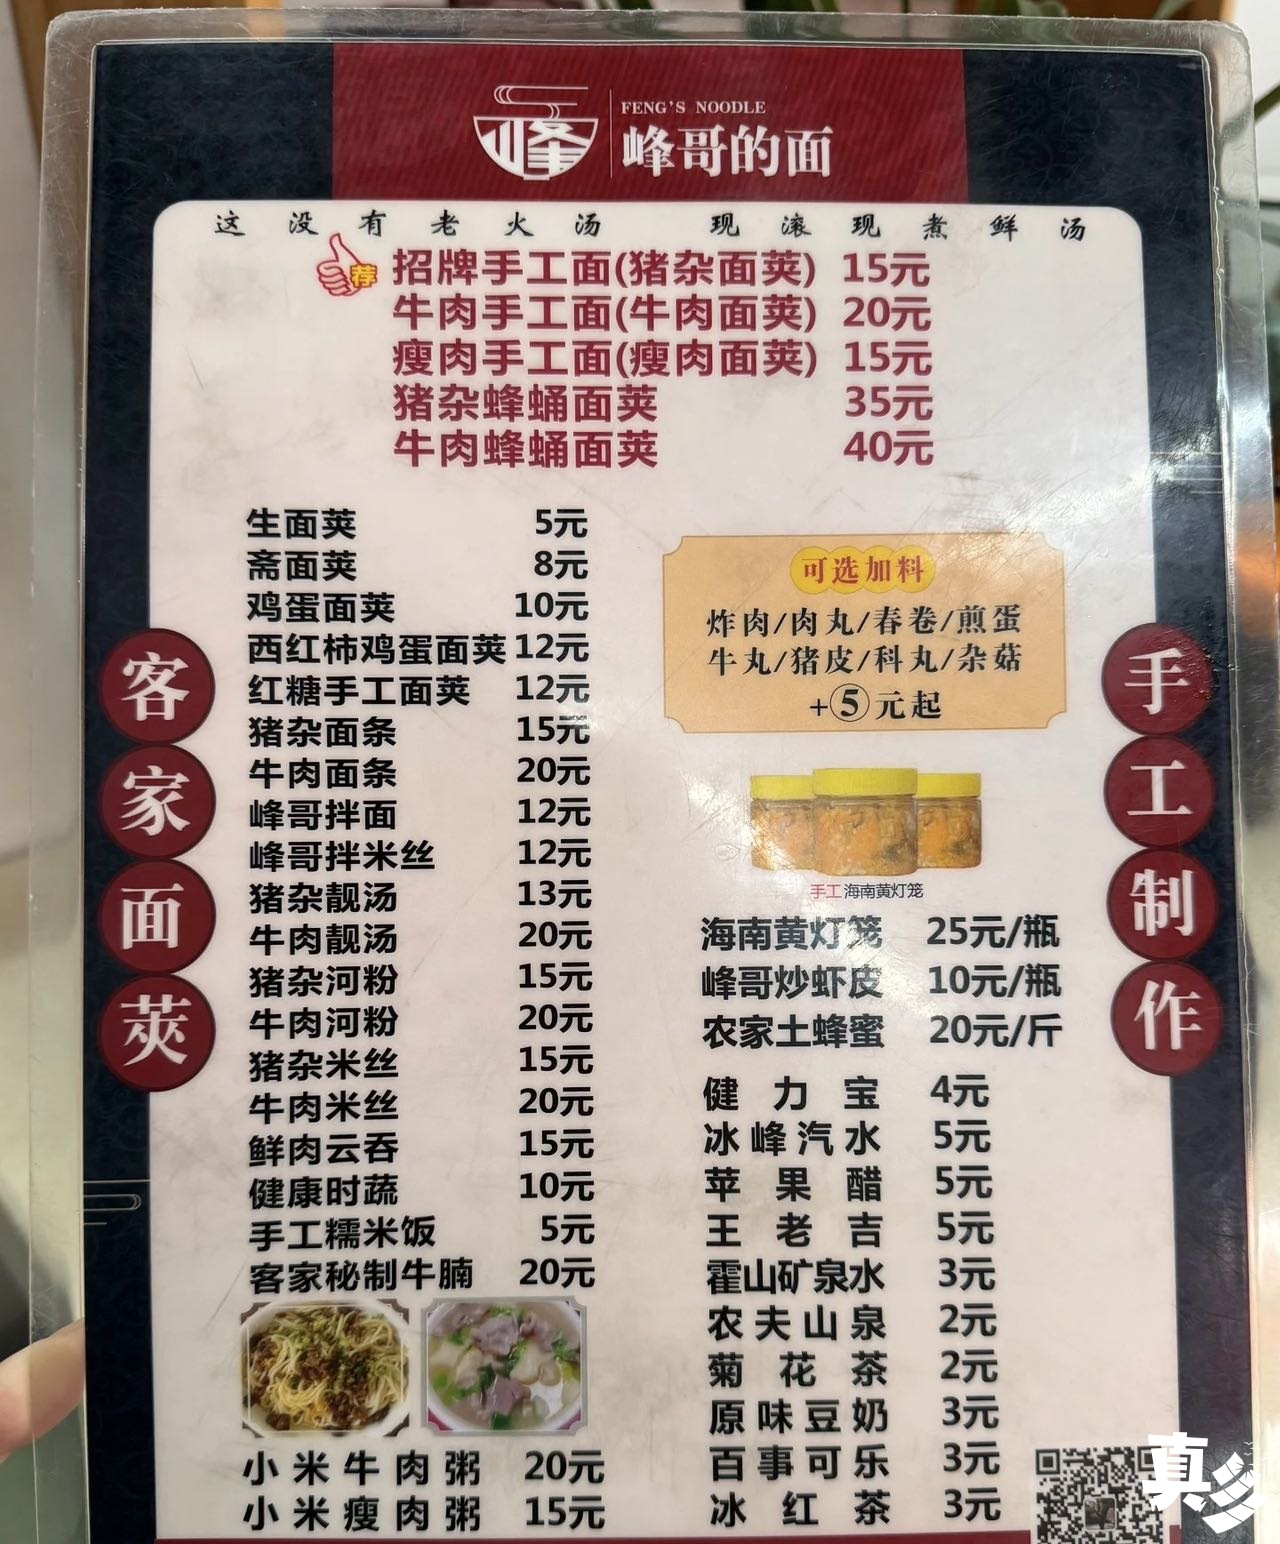 峰
FENG'S NOODLE
峰哥的面
这没有老火汤 现滚现煮鲜汤
荐
招牌手工面(猪杂面荚) 15元
牛肉手工面(牛肉面荚) 20元
瘦肉手工面(瘦肉面荚) 15元
猪杂蜂蛹面荚 35元
牛肉蜂蛹面荚 40元
客家面荚
生面荚 5元
斋面荚 8元
鸡蛋面荚 10元
西红柿鸡蛋面荚 12元
红糖手工面荚 12元
猪杂面条 15元
牛肉面条 20元
峰哥拌面 12元
峰哥拌米丝 12元
猪杂靓汤 13元
牛肉靓汤 20元
猪杂河粉 15元
牛肉河粉 20元
猪杂米丝 15元
牛肉米丝 20元
鲜肉云吞 15元
健康时蔬 10元
手工糯米饭 5元
客家秘制牛腩 20元
小米牛肉粥 20元
小米瘦肉粥 15元
可选加料
炸肉/肉丸/春卷/煎蛋
牛丸/猪皮/科丸/杂菇
+⑤元起
手工海南黄灯笼
海南黄灯笼 25元/瓶
峰哥炒虾皮 10元/瓶
农家土蜂蜜 20元/斤
健力宝 4元
冰峰汽水 5元
苹果醋 5元
王老吉 5元
霍山矿泉水 3元
农夫山泉 2元
菊花茶 2元
原味豆奶 3元
百事可乐 3元
冰红茶 3元
手工制作
真